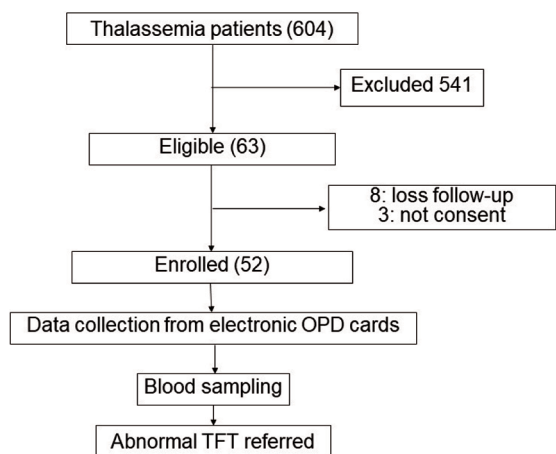 Thalassemia patients (604)
Excluded 541
Eligible (63)
8: loss follow-up
3: not consent
Enrolled (52)
Data collection from electronic OPD cards
Blood sampling
Abnormal TFT referred